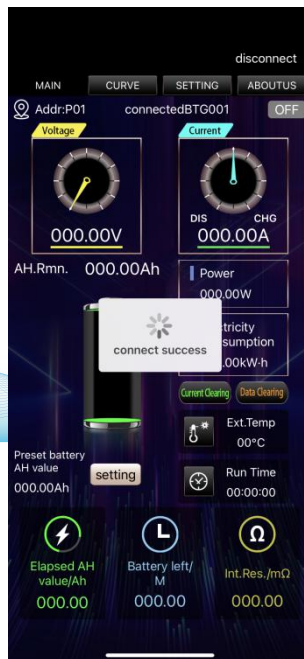 disconnect
MAIN CURVE SETTING ABOUTUS
Addr:P01 connectedBTG001 OFF
Voltage
000.00V
Current
DIS CHG
000.00A
AH.Rmn. 000.00Ah
Power
000.00W
connect success
ctricity
sumption
.00kW·h
Current Clearing Data Clearing
Ext.Temp
00°C
Preset battery
AH value
000.00Ah
setting
Run Time
00:00:00
Elapsed AH
value/Ah
000.00
Battery left/
M
000.00
Int.Res./mΩ
000.00